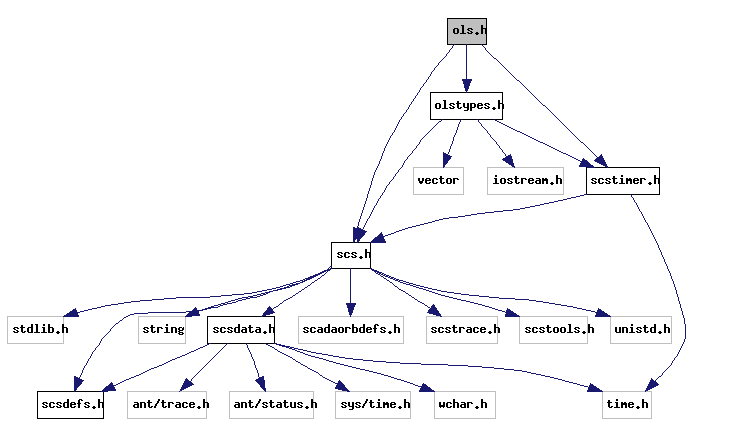 ols.h
olstypes.h
vector
iostream.h
scstimer.h
scs.h
stdlib.h
string
scsdata.h
scadaorbdefs.h
scstrace.h
scstools.h
unistd.h
scsdefs.h
ant/trace.h
ant/status.h
sys/time.h
wchar.h
time.h